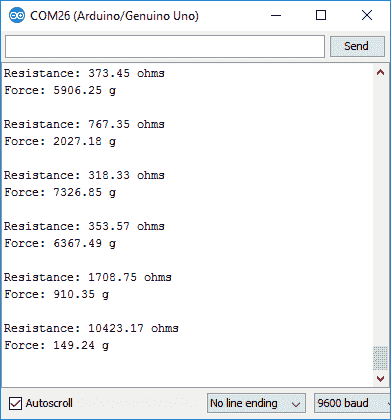 COM26 (Arduino/Genuino Uno)
Send
Resistance: 373.45 ohms
Force: 5906.25 g
Resistance: 767.35 ohms
Force: 2027.18 g
Resistance: 318.33 ohms
Force: 7326.85 g
Resistance: 353.57 ohms
Force: 6367.49 g
Resistance: 1708.75 ohms
Force: 910.35 g
Resistance: 10423.17 ohms
Force: 149.24 g
Autoscroll
No line ending
9600 baud